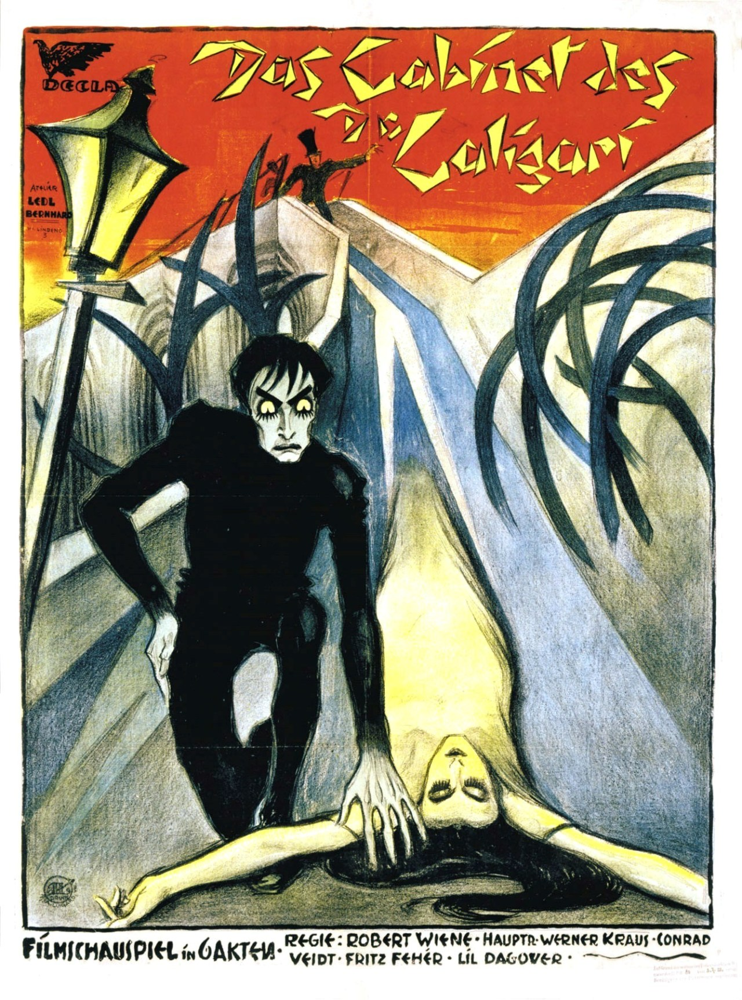 DECLA
Das Cabinet des
Dr. Caligari
ATELIER
LEDL
BERNHARD
FILMSCHAUSPIEL in 6 AKTEN · REGIE: ROBERT WIENE · HAUPTR· WERNER KRAUS · CONRAD
VEIDT · FRITZ FEHÉR · LIL DAGOVER ·